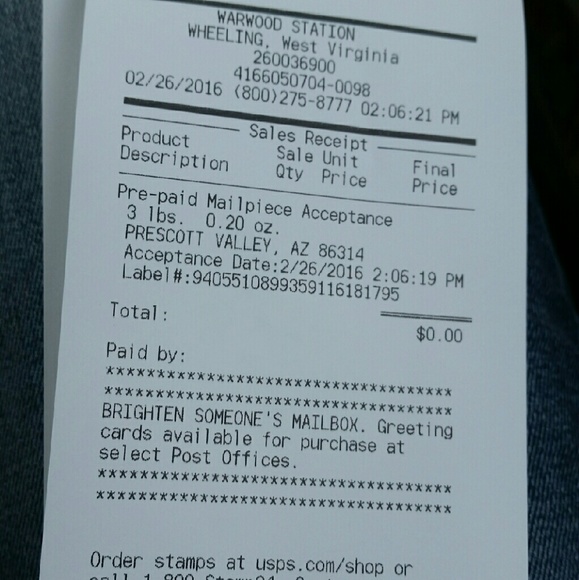 WARWOOD STATION
WHEELING, West Virginia
260036900
4166050704-0098
02/26/2016 (800)275-8777 02:06:21 PM
Sales Receipt
Product Sale Unit Final
Description Qty Price Price
Pre-paid Mailpiece Acceptance
3 lbs. 0.20 oz.
PRESCOTT VALLEY, AZ 86314
Acceptance Date:2/26/2016 2:06:19 PM
Label#:9405510899359116181795
Total: $0.00
Paid by:
************************************
************************************
BRIGHTEN SOMEONE'S MAILBOX. Greeting
cards available for purchase at
select Post Offices.
************************************
************************************
Order stamps at usps.com/shop or